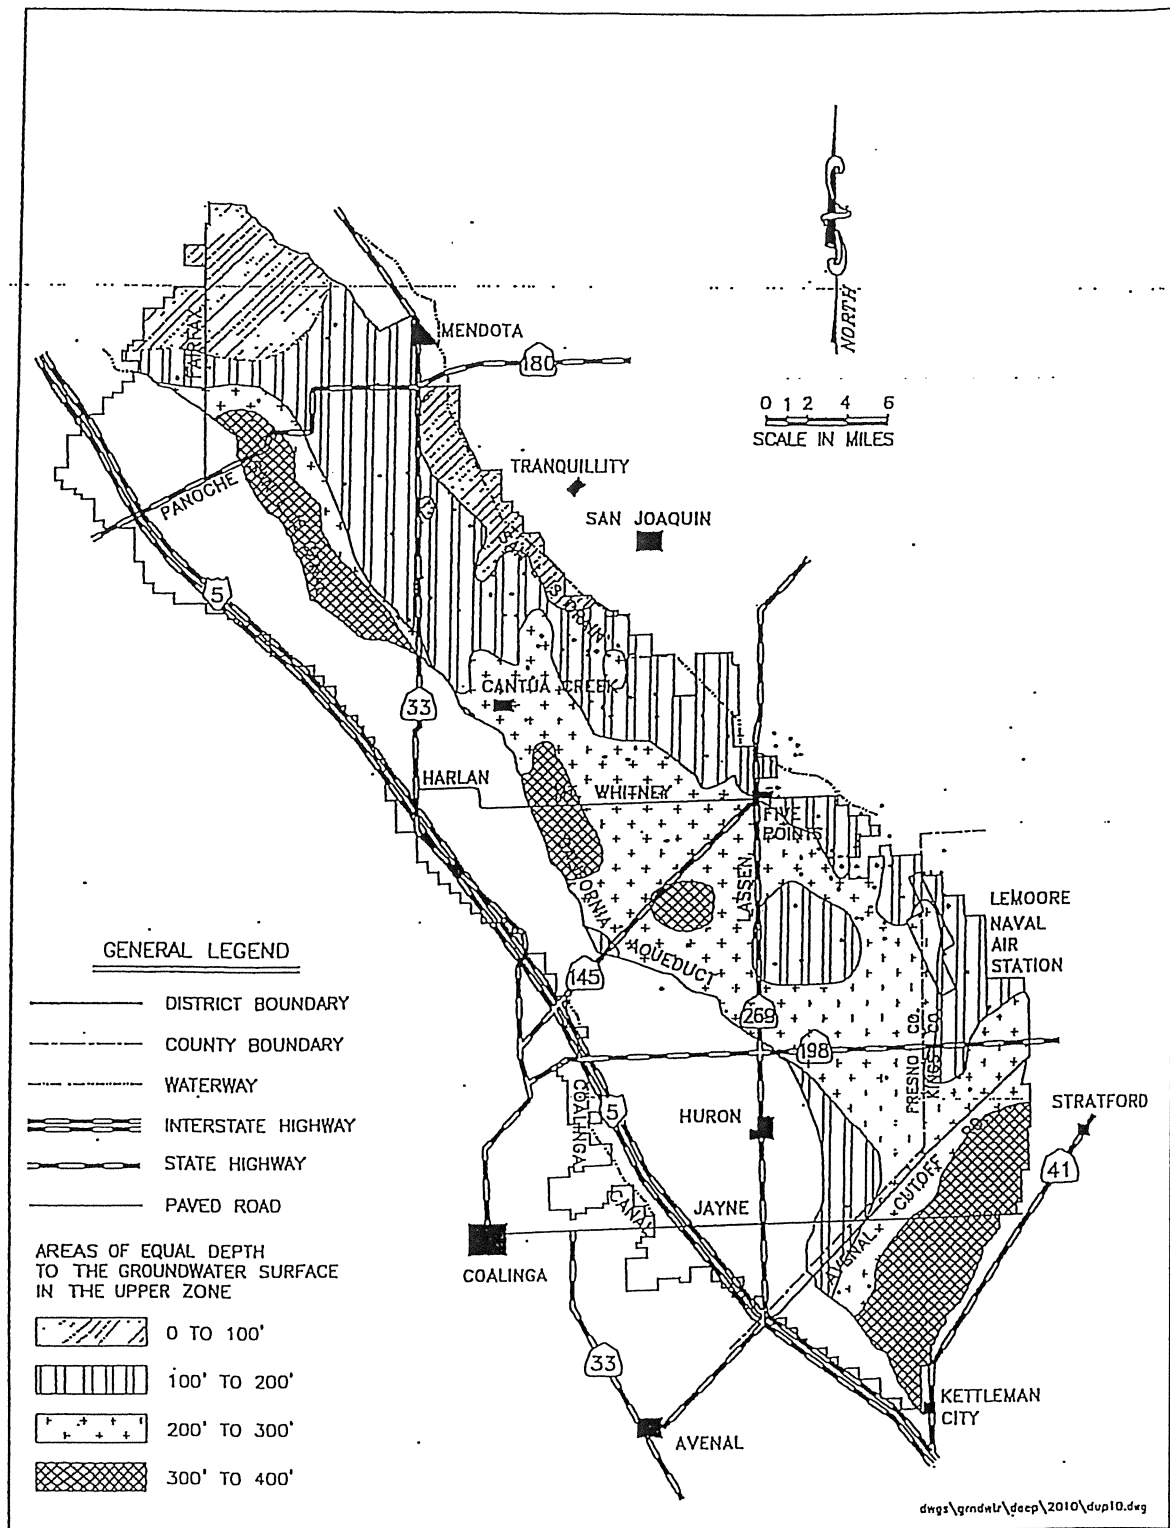 NORTH
MENDOTA
180
0 1 2 4 6
SCALE IN MILES
TRANQUILLITY
PANOCHE
SAN JOAQUIN
5
CANTUA CREEK
33
HARLAN
WHITNEY
FIVE
POINTS
LASSEN
LEMOORE
NAVAL
AIR
STATION
AQUEDUCT
145
269
198
FRESNO CO.
KINGS CO.
GENERAL LEGEND
DISTRICT BOUNDARY
COUNTY BOUNDARY
WATERWAY
INTERSTATE HIGHWAY
STATE HIGHWAY
PAVED ROAD
COALINGA
CANAL
5
HURON
STRATFORD
41
JAYNE
AVENAL
CUTOFF
COALINGA
33
AVENAL
KETTLEMAN
CITY
AREAS OF EQUAL DEPTH
TO THE GROUNDWATER SURFACE
IN THE UPPER ZONE
0 TO 100'
100' TO 200'
200' TO 300'
300' TO 400'
dwgs\grndwtr\dacp\2010\dup10.dwg